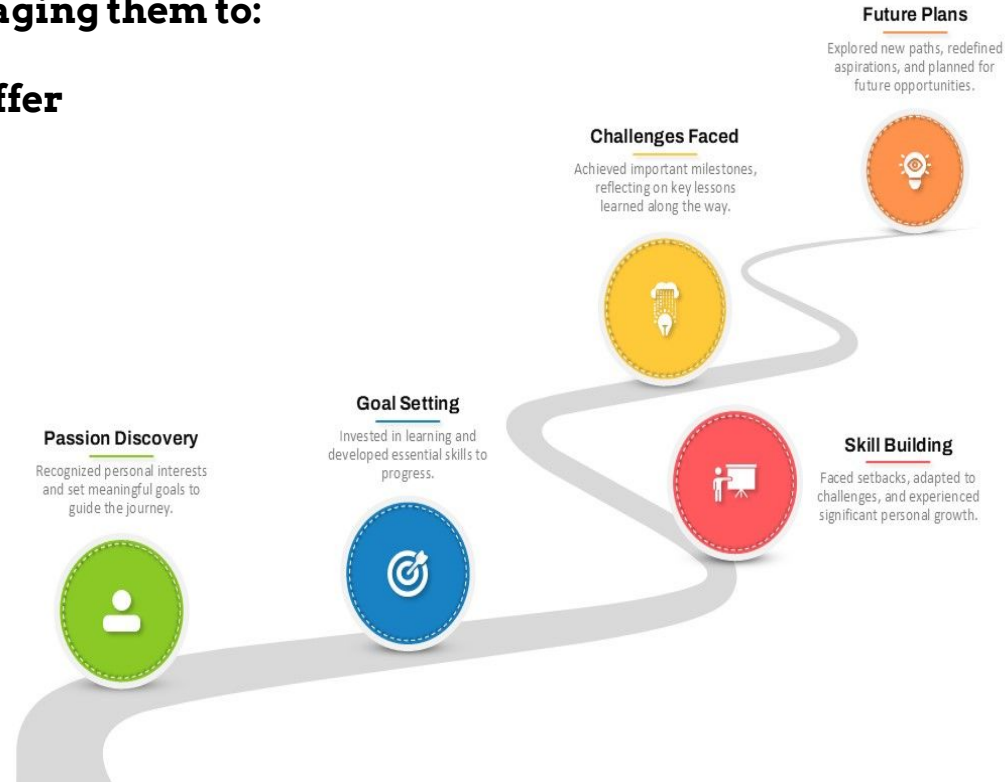 aging them to:
ffer
Future Plans
Explored new paths, redefined
aspirations, and planned for
future opportunities.
Challenges Faced
Achieved important milestones,
reflecting on key lessons
learned along the way.
Goal Setting
Invested in learning and
developed essential skills to
progress.
Passion Discovery
Recognized personal interests
and set meaningful goals to
guide the journey.
Skill Building
Faced setbacks, adapted to
challenges, and experienced
significant personal growth.